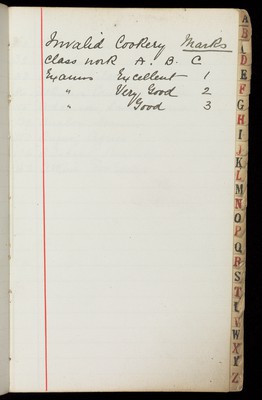 Invalid Cookery Marks
Class work A. B. C
Exams Excellent 1
" Very Good 2
" Good 3
A
B
D
E
F
G
H
I
J
K
L
M
N
O
P
Q
R
S
T
V
W
X
Y
Z